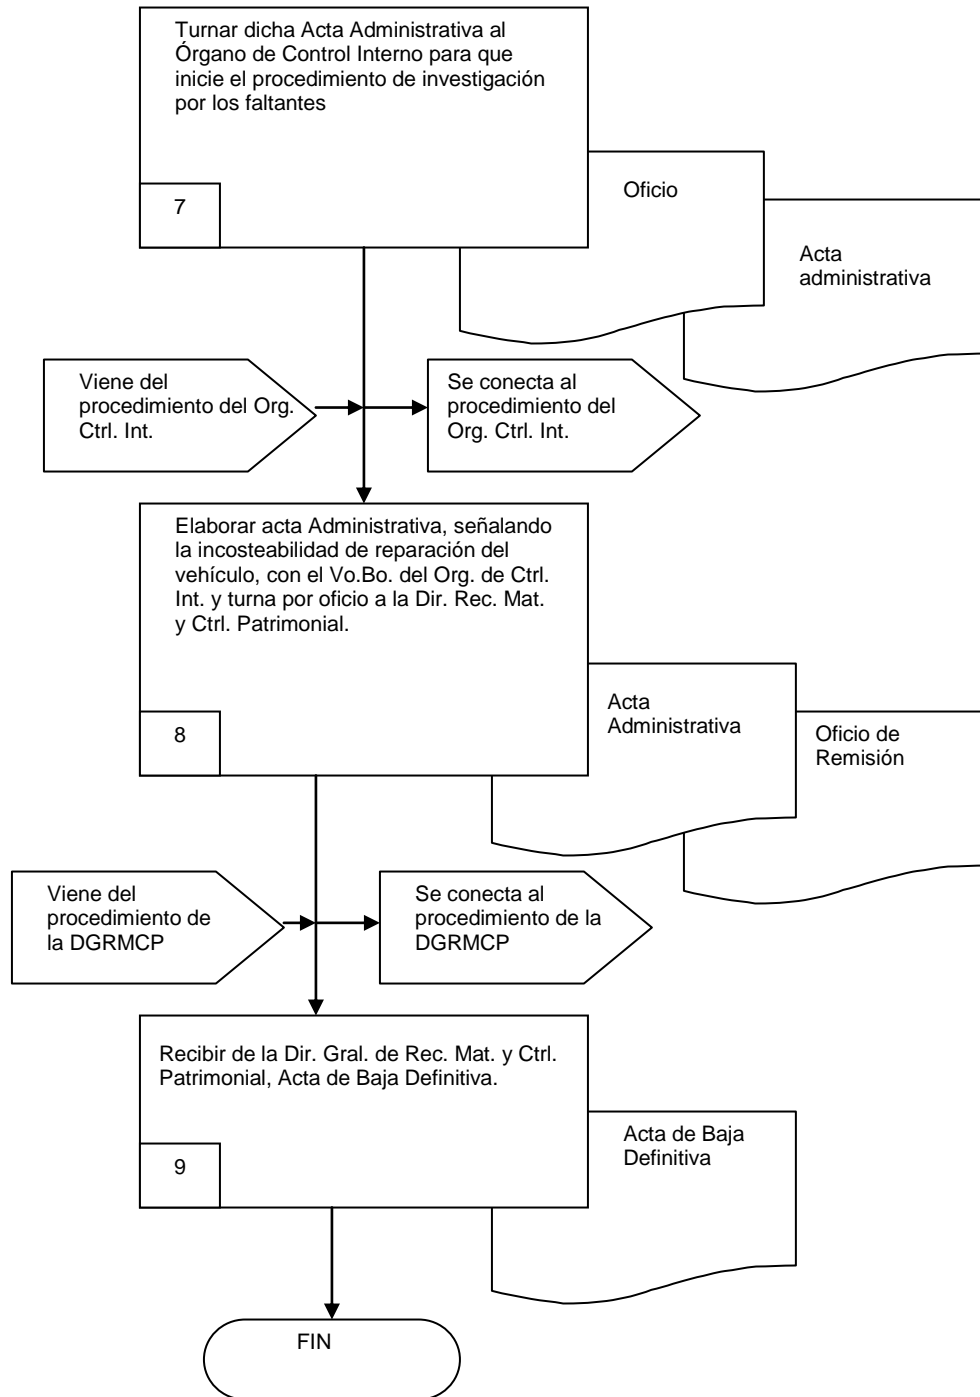 Turnar dicha Acta Administrativa al
Órgano de Control Interno para que
inicie el procedimiento de investigación
por los faltantes
7
Oficio
Acta
administrativa
Viene del
procedimiento del Org.
Ctrl. Int.
Se conecta al
procedimiento del
Org. Ctrl. Int.
Elaborar acta Administrativa, señalando
la incosteabilidad de reparación del
vehículo, con el Vo.Bo. del Org. de Ctrl.
Int. y turna por oficio a la Dir. Rec. Mat.
y Ctrl. Patrimonial.
8
Acta
Administrativa
Oficio de
Remisión
Viene del
procedimiento de
la DGRMCP
Se conecta al
procedimiento de la
DGRMCP
Recibir de la Dir. Gral. de Rec. Mat. y Ctrl.
Patrimonial, Acta de Baja Definitiva.
9
Acta de Baja
Definitiva
FIN